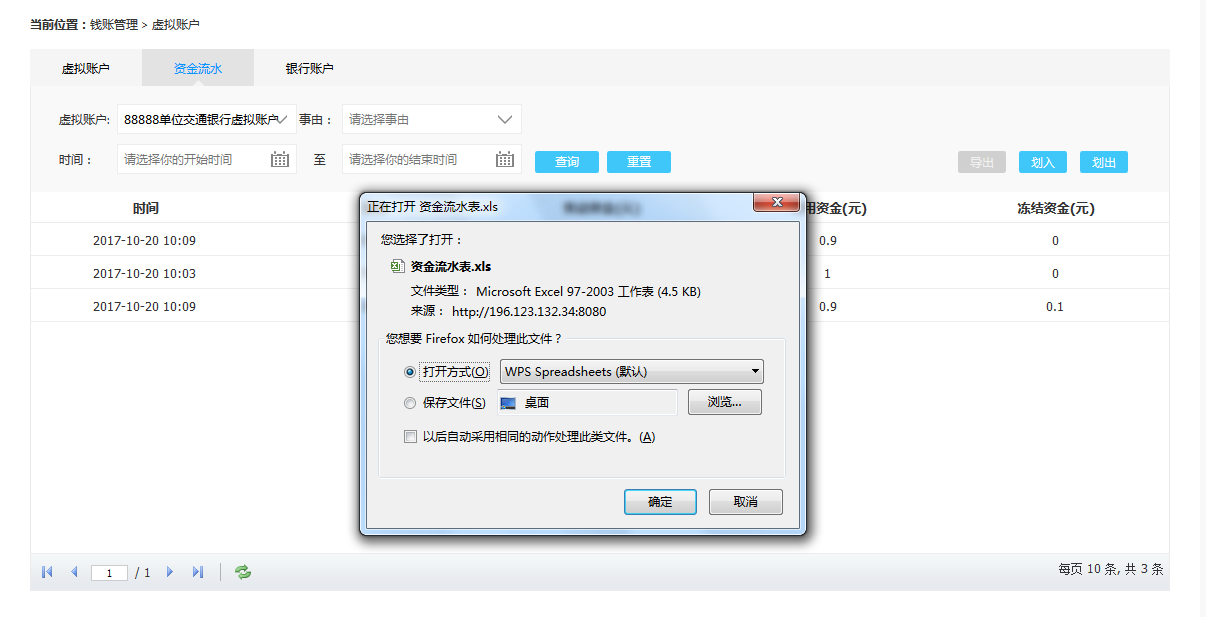 当前位置：钱账管理 > 虚拟账户
虚拟账户 资金流水 银行账户
虚拟账户: 88888单位交通银行虚拟账户 事由： 请选择事由
时间： 请选择你的开始时间 至 请选择你的结束时间 查询 重置 导出 划入 划出
时间 用资金(元) 冻结资金(元)
2017-10-20 10:09 0.9 0
2017-10-20 10:03 1 0
2017-10-20 10:09 0.9 0.1
正在打开 资金流水表.xls
您选择了打开：
资金流水表.xls
文件类型： Microsoft Excel 97-2003 工作表 (4.5 KB)
来源： http://196.123.132.34:8080
您想要 Firefox 如何处理此文件？
打开方式(O) WPS Spreadsheets (默认)
保存文件(S) 桌面 浏览...
以后自动采用相同的动作处理此类文件。(A)
确定 取消
1 / 1 每页 10 条, 共 3 条